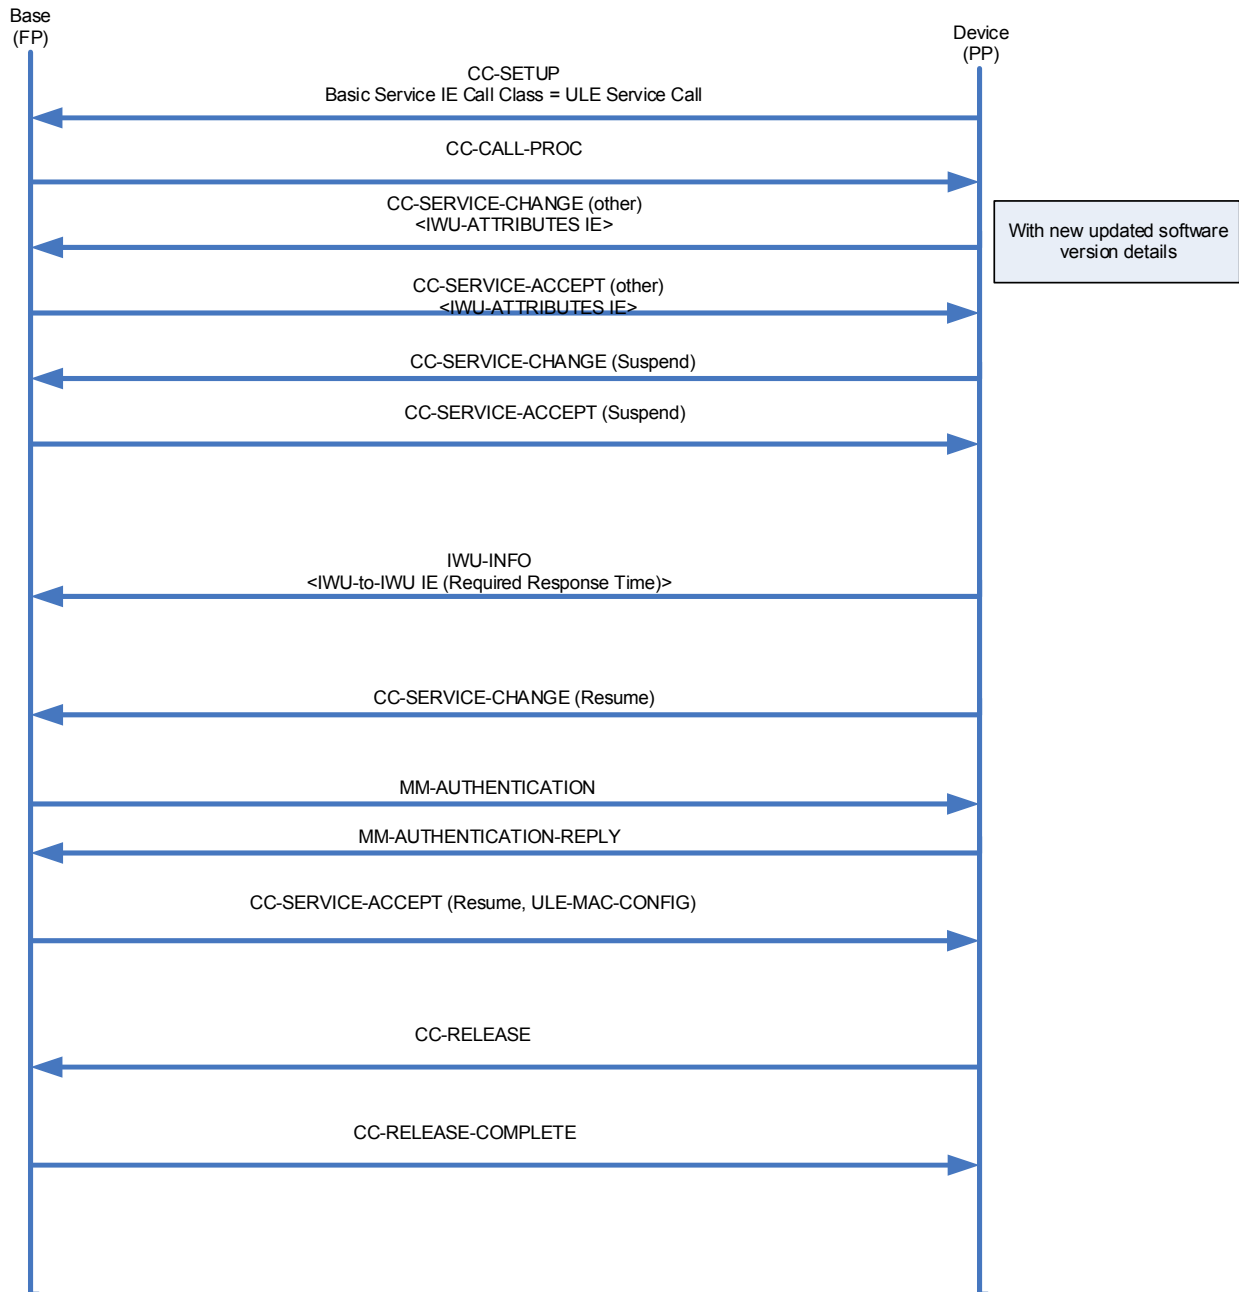 Base
(FP)
Device
(PP)
CC-SETUP
Basic Service IE Call Class = ULE Service Call
CC-CALL-PROC
CC-SERVICE-CHANGE (other)
<IWU-ATTRIBUTES IE>
With new updated software
version details
CC-SERVICE-ACCEPT (other)
<IWU-ATTRIBUTES IE>
CC-SERVICE-CHANGE (Suspend)
CC-SERVICE-ACCEPT (Suspend)
IWU-INFO
<IWU-to-IWU IE (Required Response Time)>
CC-SERVICE-CHANGE (Resume)
MM-AUTHENTICATION
MM-AUTHENTICATION-REPLY
CC-SERVICE-ACCEPT (Resume, ULE-MAC-CONFIG)
CC-RELEASE
CC-RELEASE-COMPLETE